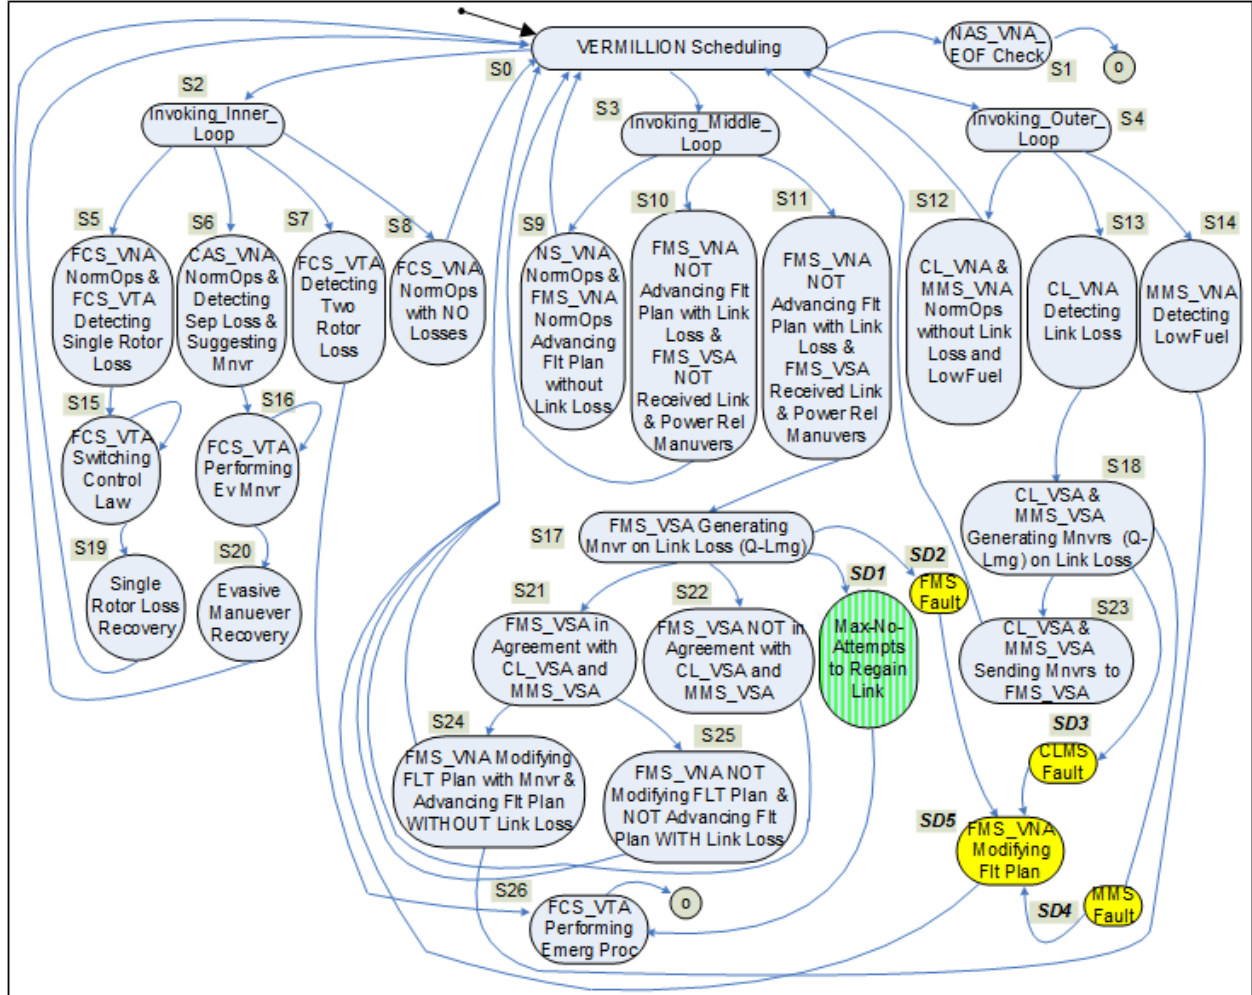 VERMILLION Scheduling
NAS_VNA_
EOF Check
S0
S1
o
S2
Invoking_Inner_
Loop
S3
Invoking_Middle_
Loop
Invoking_Outer_
Loop
S4
S5
FCS_VNA
NormOps &
FCS_VTA
Detecting
Single Rotor
Loss
S6
CAS_VNA
NormOps &
Detecting
Sep Loss &
Suggesting
Mnvr
S7
FCS_VTA
Detecting
Two
Rotor
Loss
S8
FCS_VNA
NormOps
with NO
Losses
S9
NS_VNA
NormOps &
FMS_VNA
NormOps
Advancing
Flt Plan
without
Link Loss
S10
FMS_VNA
NOT
Advancing Flt
Plan with Link
Loss &
FMS_VSA
NOT
Received Link
& Power Rel
Manuvers
S11
FMS_VNA
NOT
Advancing Flt
Plan with Link
Loss &
FMS_VSA
Received Link
& Power Rel
Manuvers
S12
CL_VNA &
MMS_VNA
NormOps
without Link
Loss and
LowFuel
S13
CL_VNA
Detecting
Link Loss
S14
MMS_VNA
Detecting
LowFuel
S15
FCS_VTA
Switching
Control
Law
S16
FCS_VTA
Performing
Ev Mnvr
S17
FMS_VSA Generating
Mnvr on Link Loss (Q-Lrng)
S18
CL_VSA &
MMS_VSA
Generating Mnvrs (Q-
Lrng) on Link Loss
S19
Single
Rotor Loss
Recovery
S20
Evasive
Manuever
Recovery
SD2
FMS
Fault
SD1
Max-No-
Attempts
to Regain
Link
S21
FMS_VSA in
Agreement with
CL_VSA and
MMS_VSA
S22
FMS_VSA NOT in
Agreement with
CL_VSA and
MMS_VSA
S23
CL_VSA &
MMS_VSA
Sending Mnvrs to
FMS_VSA
S24
FMS_VNA Modifying
FLT Plan with Mnvr &
Advancing Flt Plan
WITHOUT Link Loss
S25
FMS_VNA NOT
Modifying FLT Plan &
NOT Advancing Flt
Plan WITH Link Loss
SD3
CLMS
Fault
SD5
FMS_VNA
Modifying
Flt Plan
SD4
MMS
Fault
S26
FCS_VTA
Performing
Emerg Proc
o